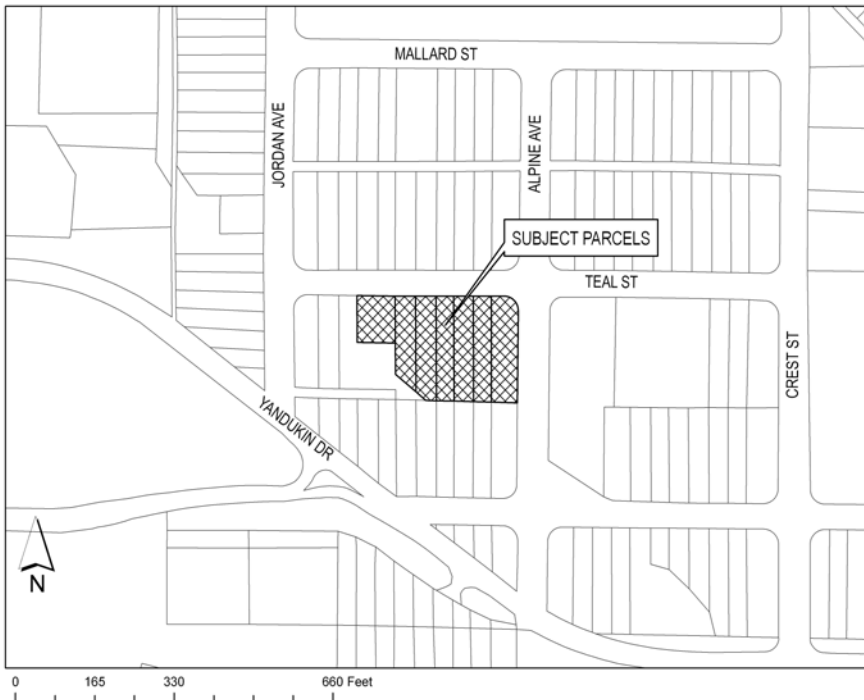 MALLARD ST
JORDAN AVE
ALPINE AVE
SUBJECT PARCELS
TEAL ST
CREST ST
YANDUKIN DR
N
0 165 330 660 Feet